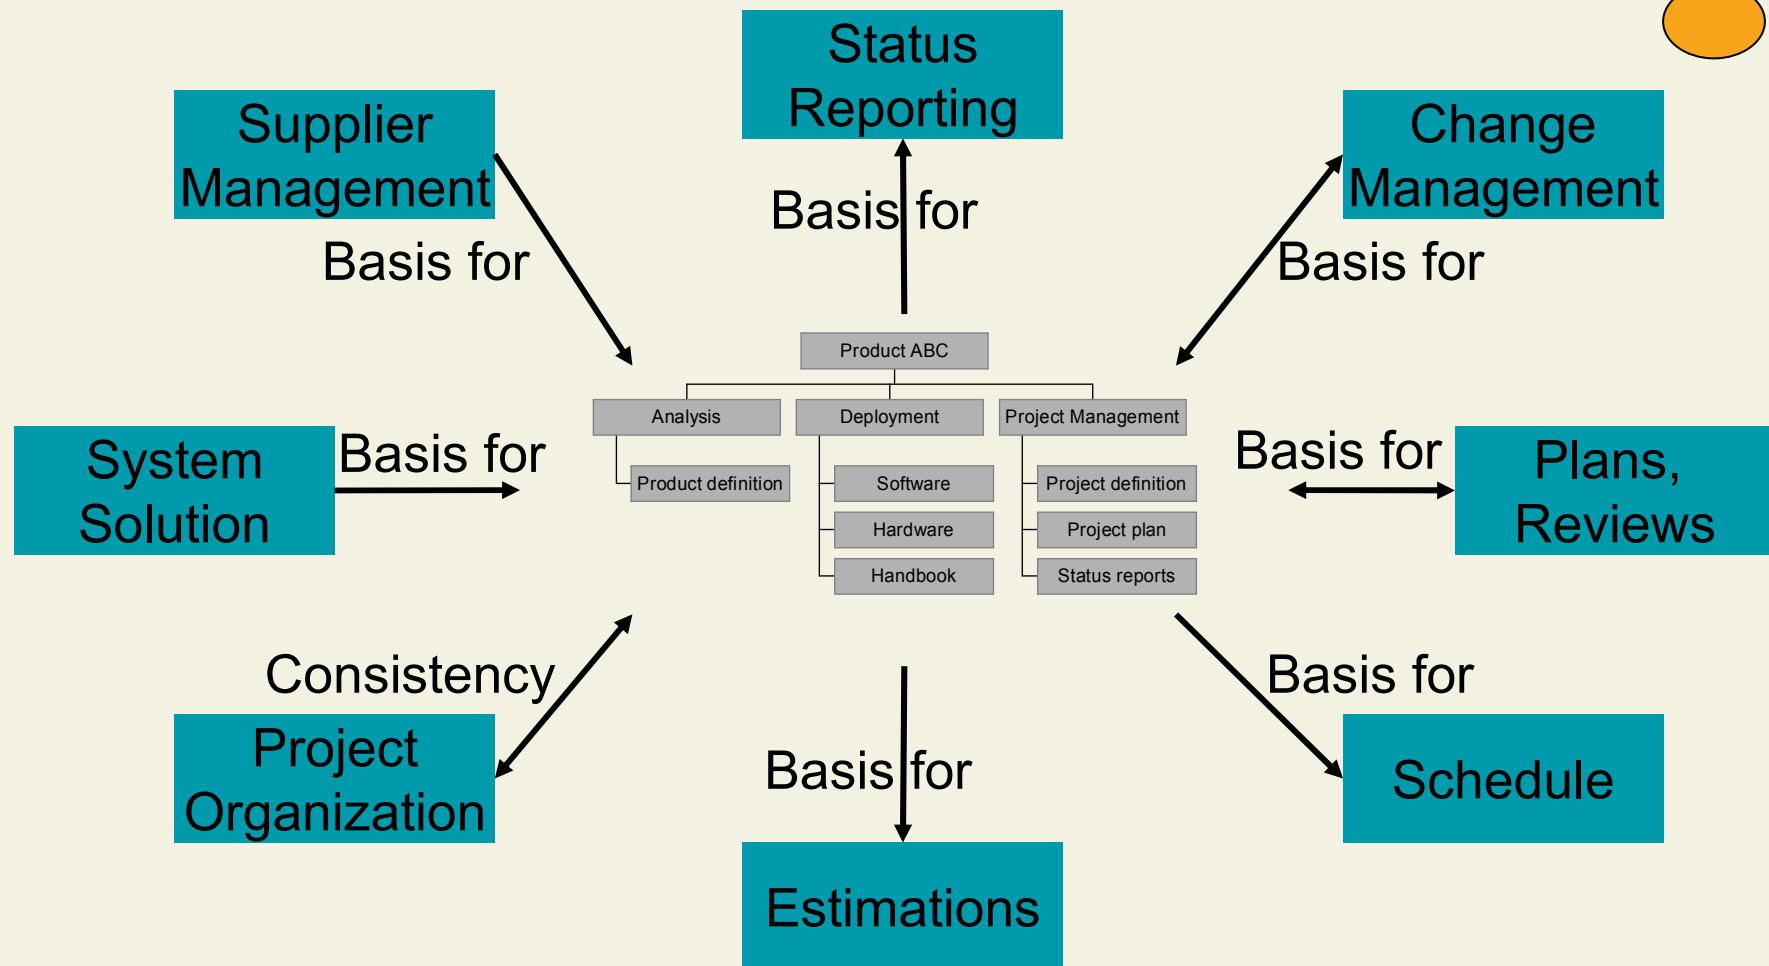 Status
Reporting
Supplier
Management
Change
Management
Basis for
Basis for
Basis for
Product ABC
Analysis
Deployment
Project Management
Product definition
Software
Hardware
Handbook
Project definition
Project plan
Status reports
System
Solution
Basis for
Basis for
Plans,
Reviews
Consistency
Project
Organization
Basis for
Estimations
Basis for
Schedule